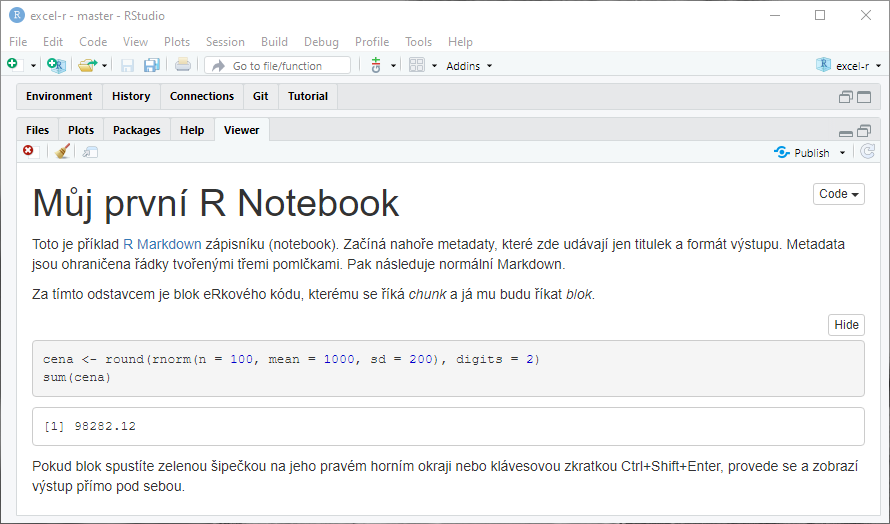 excel-r - master - RStudio
File Edit Code View Plots Session Build Debug Profile Tools Help
Go to file/function Addins excel-r
Environment History Connections Git Tutorial
Files Plots Packages Help Viewer
Publish
Můj první R Notebook
Code
Toto je příklad R Markdown zápisníku (notebook). Začíná nahoře metadaty, které zde udávají jen titulek a formát výstupu. Metadata
jsou ohraničena řádky tvořenými třemi pomlčkami. Pak následuje normální Markdown.
Za tímto odstavcem je blok eRkového kódu, kterému se říká chunk a já mu budu říkat blok.
Hide
cena <- round(rnorm(n = 100, mean = 1000, sd = 200), digits = 2)
sum(cena)
[1] 98282.12
Pokud blok spustíte zelenou šipečkou na jeho pravém horním okraji nebo klávesovou zkratkou Ctrl+Shift+Enter, provede se a zobrazí
výstup přímo pod sebou.